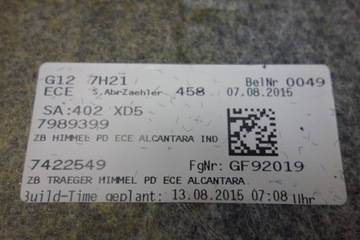 G12 7H21 BelNr 0049
ECE S.AbrZaehler 458 07.08.2015
SA:402 XD5
7989399
ZB HIMMEL PD ECE ALCANTARA IND
7422549 FgNr: GF92019
ZB TRAEGER HIMMEL PD ECE ALCANTARA
Build-Time geplant: 13.08.2015 07:08 Uhr